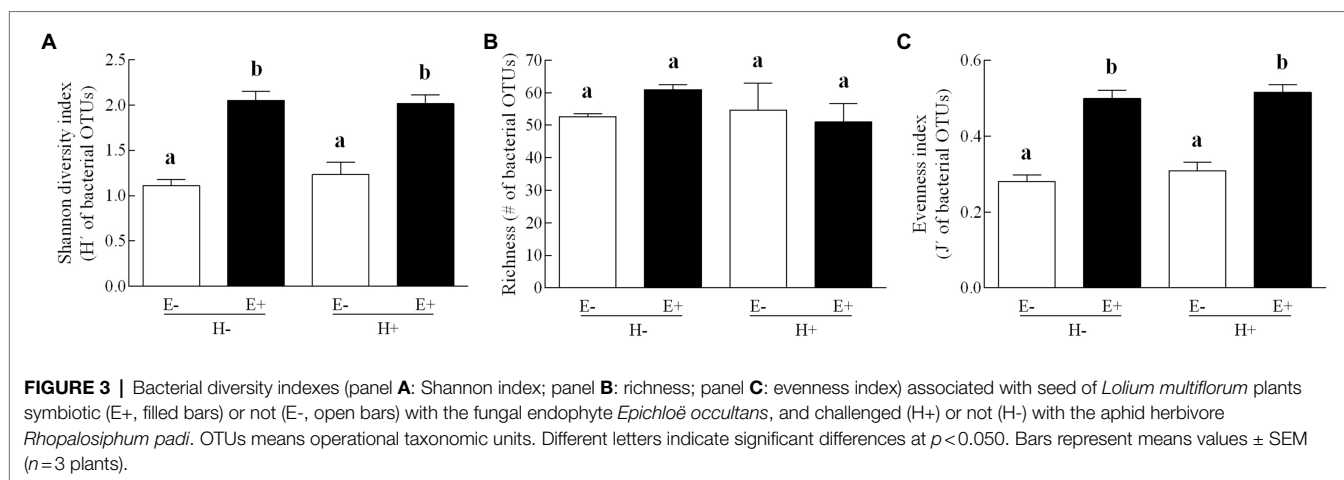 A
Shannon diversity index
(H´ of bacterial OTUs)
2.5
2.0
1.5
1.0
0.5
0.0
a
b
a
b
E-
E+
E-
E+
H-
H+
B
Richness (# of bacterial OTUs)
70
60
50
40
30
20
10
0
a
a
a
a
E-
E+
E-
E+
H-
H+
C
Evenness index
(J´ of bacterial OTUs)
0.6
0.4
0.2
0.0
a
b
a
b
E-
E+
E-
E+
H-
H+
FIGURE 3 | Bacterial diversity indexes (panel A: Shannon index; panel B: richness; panel C: evenness index) associated with seed of Lolium multiflorum plants
symbiotic (E+, filled bars) or not (E-, open bars) with the fungal endophyte Epichloë occultans, and challenged (H+) or not (H-) with the aphid herbivore
Rhopalosiphum padi. OTUs means operational taxonomic units. Different letters indicate significant differences at p < 0.050. Bars represent means values ± SEM
(n = 3 plants).